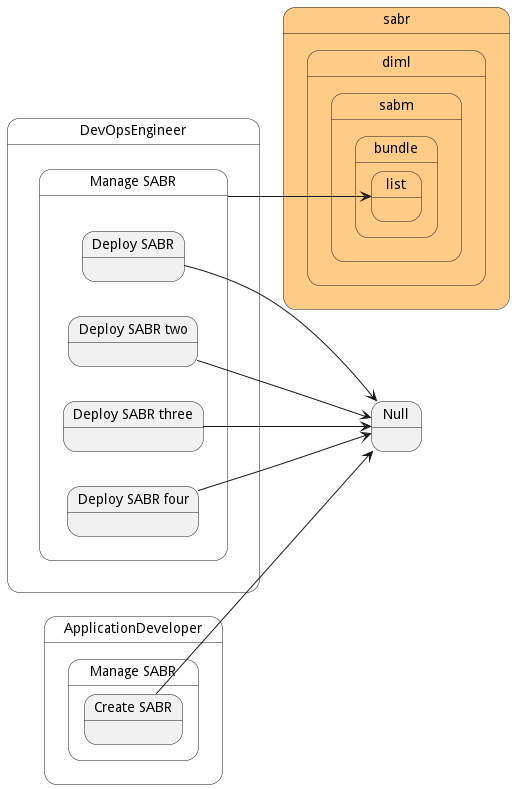 sabr
diml
sabm
bundle
list
DevOpsEngineer
Manage SABR
Deploy SABR
Deploy SABR two
Deploy SABR three
Deploy SABR four
Null
ApplicationDeveloper
Manage SABR
Create SABR